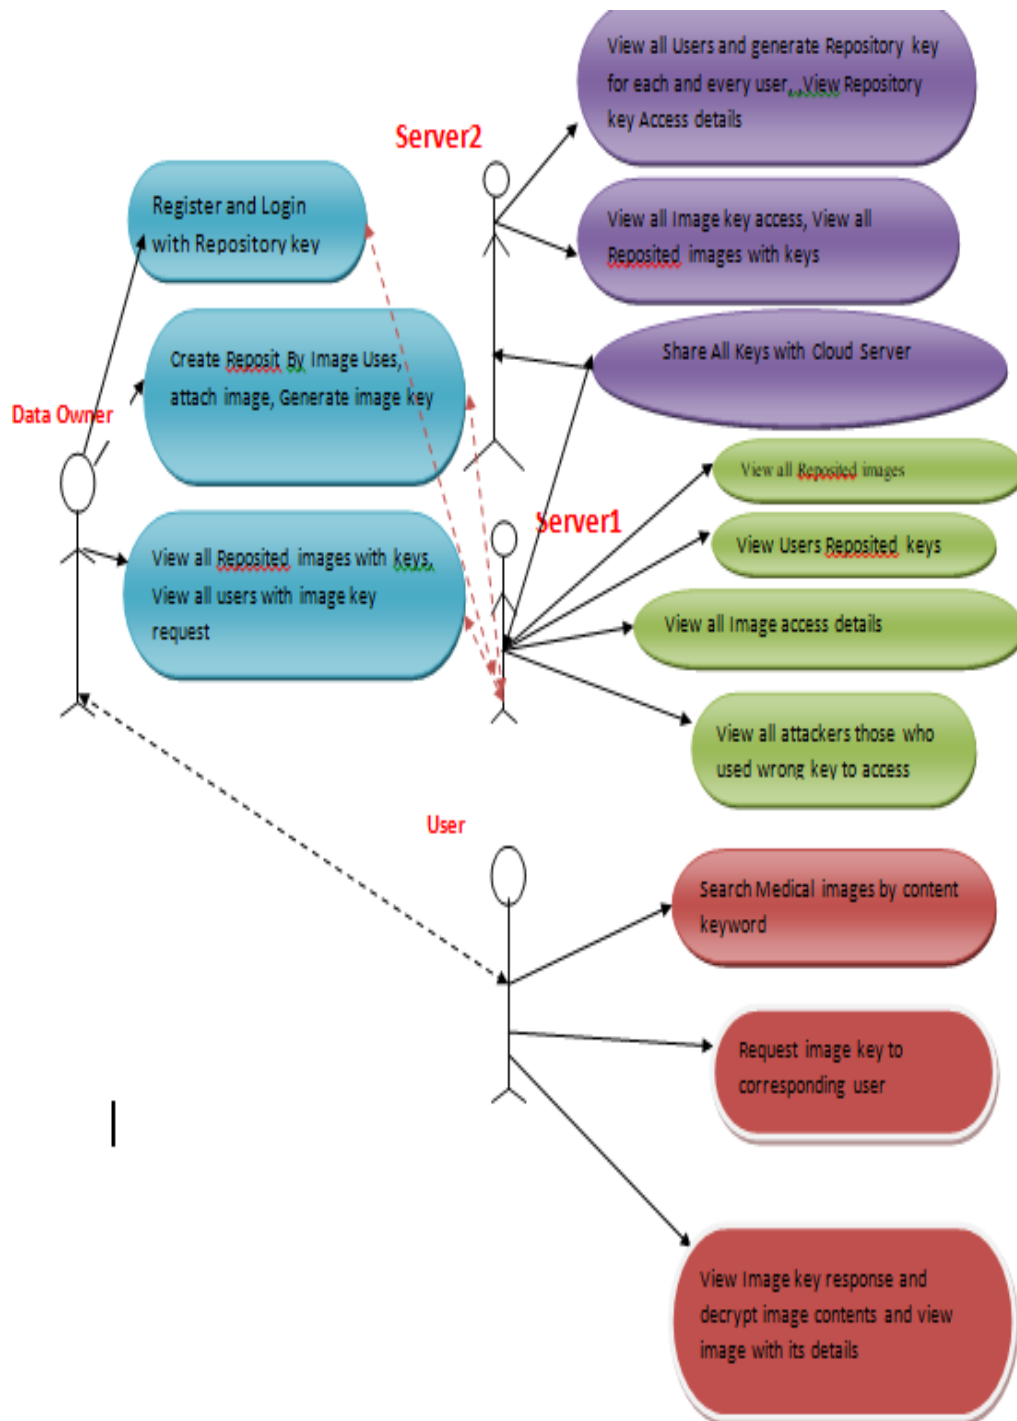 View all Users and generate Repository key
for each and every user, ,View Repository
key Access details
Server2
Register and Login
with Repository key
View all Image key access, View all
Reposited images with keys
Create Reposit By Image Uses,
attach image, Generate image key
Share All Keys with Cloud Server
Data Owner
View all Reposited images
Server1
View Users Reposited keys
View all Reposited images with keys,
View all users with image key
request
View all Image access details
View all attackers those who
used wrong key to access
User
Search Medical images by content
keyword
Request image key to
corresponding user
View Image key response and
decrypt image contents and view
image with its details